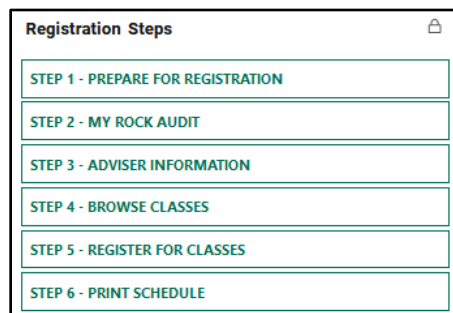 Registration Steps
STEP 1 - PREPARE FOR REGISTRATION
STEP 2 - MY ROCK AUDIT
STEP 3 - ADVISER INFORMATION
STEP 4 - BROWSE CLASSES
STEP 5 - REGISTER FOR CLASSES
STEP 6 - PRINT SCHEDULE